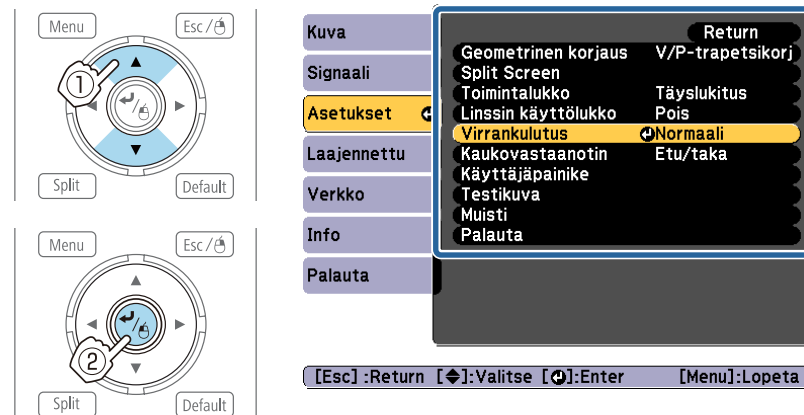 Menu
Esc/
1
Split
Default
Menu
Esc/
2
Split
Default
Kuva
Signaali
Asetukset
Laajennettu
Verkko
Info
Palauta
Return
Geometrinen korjaus V/P-trapetsikorj
Split Screen
Toimintalukko Täyslukitus
Linssin käyttölukko Pois
Virrankulutus Normaali
Kaukovastaanotin Etu/taka
Käyttäjäpainike
Testikuva
Muisti
Palauta
[Esc] :Return [◆]:Valitse [⏎]:Enter [Menu]:Lopeta